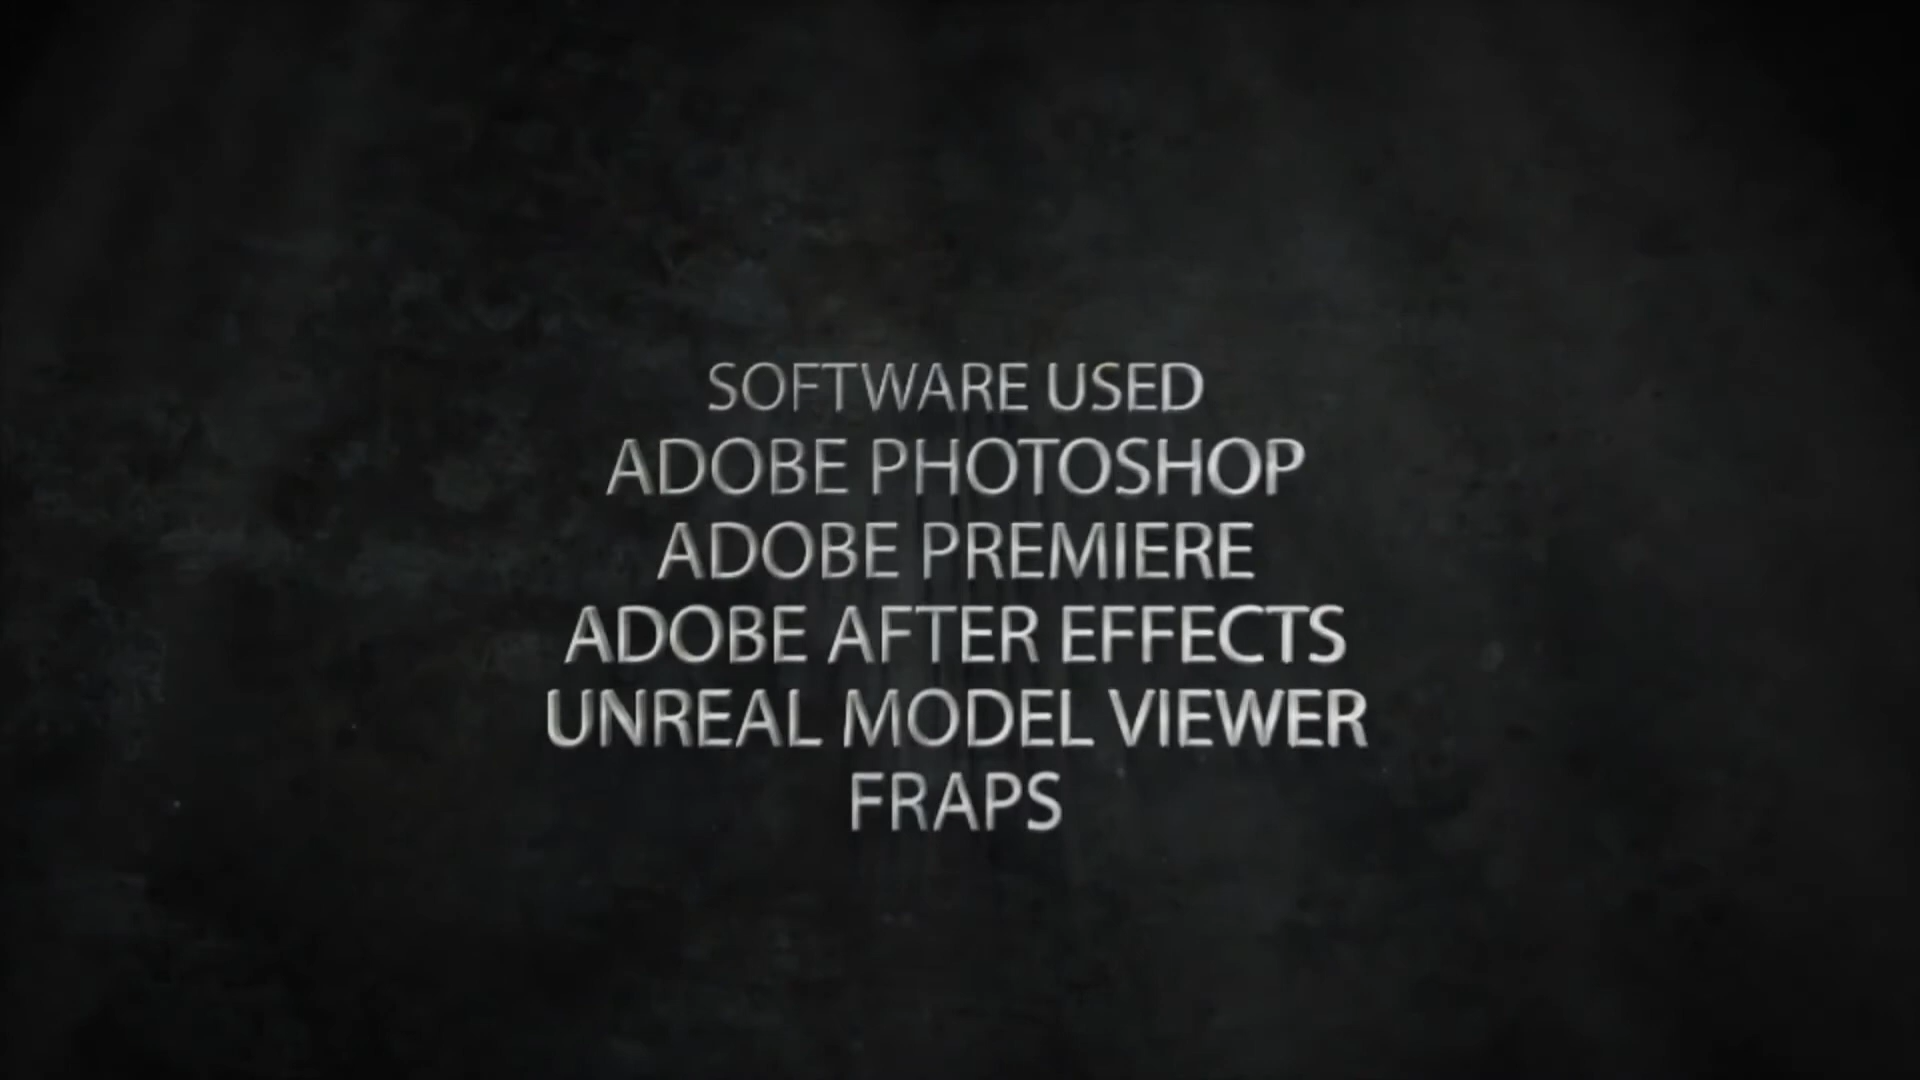 SOFTWARE USED
ADOBE PHOTOSHOP
ADOBE PREMIERE
ADOBE AFTER EFFECTS
UNREAL MODEL VIEWER
FRAPS